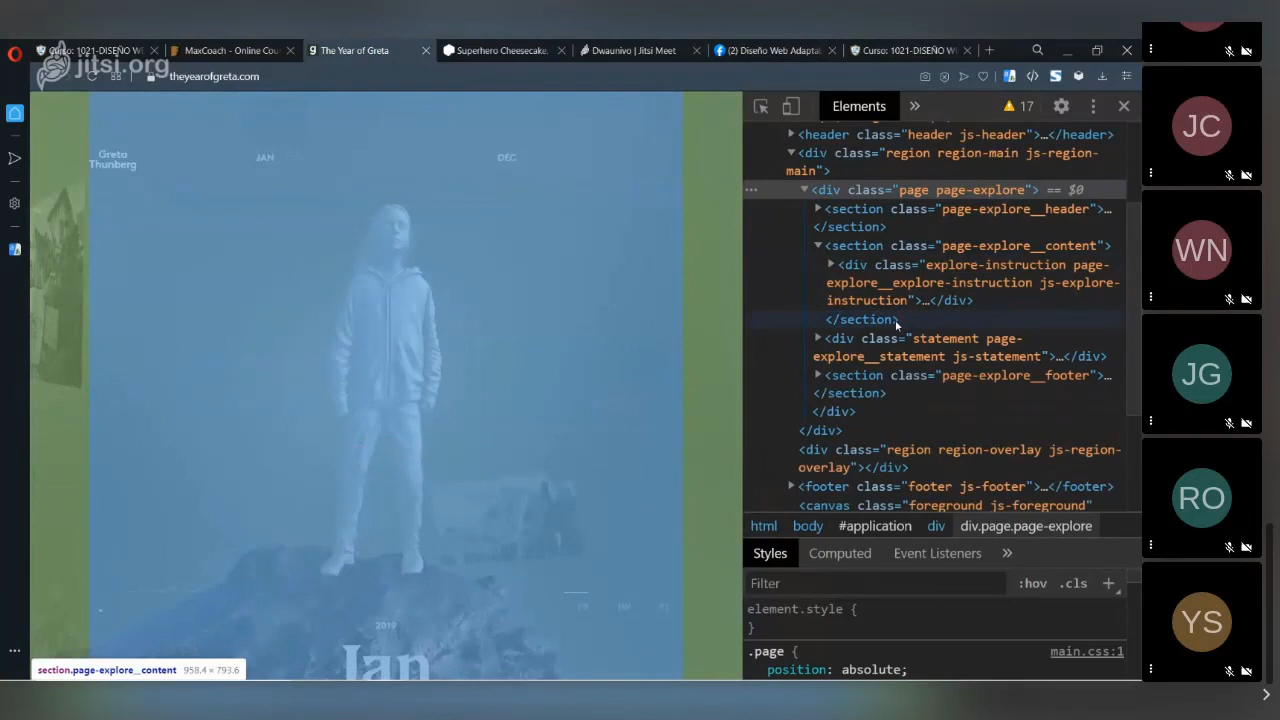 Curso: 1021-DISEÑO WE
MaxCoach - Online Cou
The Year of Greta
Superhero Cheesecake
Dwaunivo | Jitsi Meet
(2) Diseño Web Adaptal
Curso: 1021-DISEÑO WE
jitsi.org
theyearofgreta.com
Greta
Thunberg
JAN
DEC
2019
Jan
section.page-explore__content 958.4 × 793.6
Elements
17
<header class="header js-header">…</header>
<div class="region region-main js-region-
main">
<div class="page page-explore"> == $0
<section class="page-explore__header">…
</section>
<section class="page-explore__content">
<div class="explore-instruction page-
explore__explore-instruction js-explore-
instruction">…</div>
</section>
<div class="statement page-
explore__statement js-statement">…</div>
<section class="page-explore__footer">…
</section>
</div>
</div>
<div class="region region-overlay js-region-
overlay"></div>
<footer class="footer js-footer">…</footer>
<canvas class="foreground js-foreground"
html body #application div div.page.page-explore
Styles Computed Event Listeners
Filter :hov .cls
element.style {
}
.page { main.css:1
position: absolute;
JC
WN
JG
RO
YS